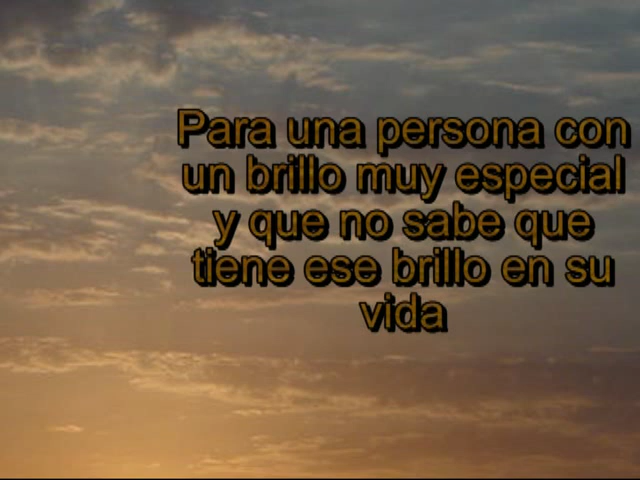 Para una persona con
un brillo muy especial
y que no sabe que
tiene ese brillo en su
vida